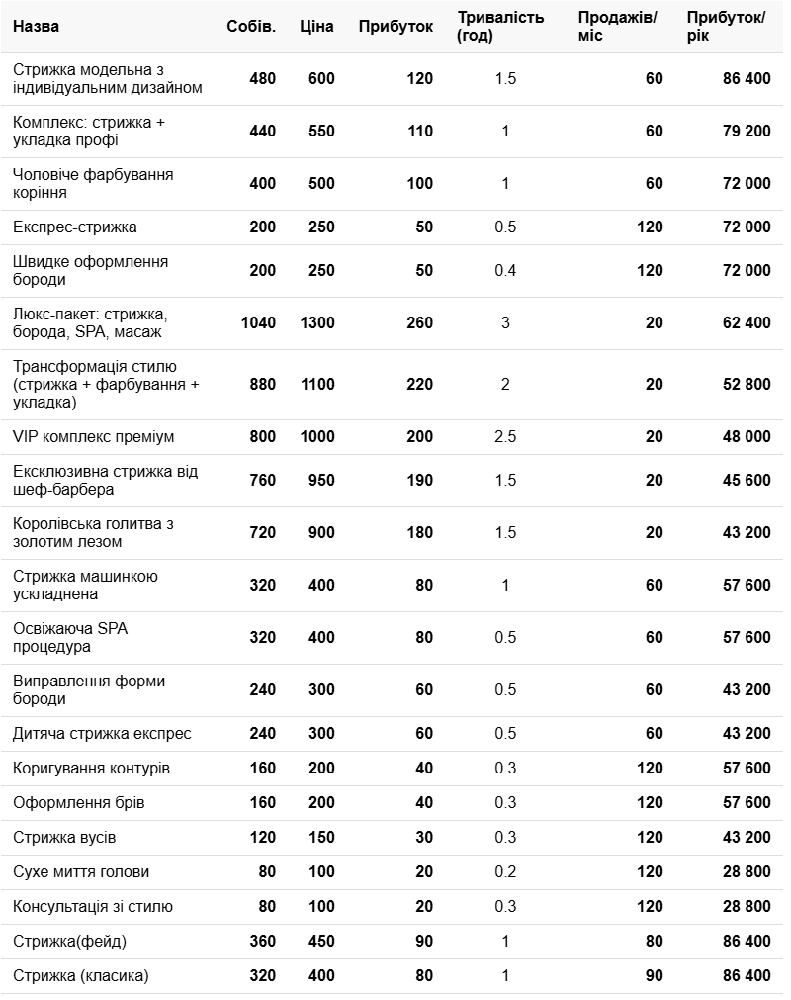 Назва Собів. Ціна Прибуток Тривалість (год) Продажів/ міс Прибуток/ рік
Стрижка модельна з
індивідуальним дизайном 480 600 120 1.5 60 86 400
Комплекс: стрижка +
укладка профі 440 550 110 1 60 79 200
Чоловіче фарбування
коріння 400 500 100 1 60 72 000
Експрес-стрижка 200 250 50 0.5 120 72 000
Швидке оформлення
бороди 200 250 50 0.4 120 72 000
Люкс-пакет: стрижка,
борода, SPA, масаж 1040 1300 260 3 20 62 400
Трансформація стилю
(стрижка + фарбування +
укладка) 880 1100 220 2 20 52 800
VIP комплекс преміум 800 1000 200 2.5 20 48 000
Ексклюзивна стрижка від
шеф-барбера 760 950 190 1.5 20 45 600
Королівська голитва з
золотим лезом 720 900 180 1.5 20 43 200
Стрижка машинкою
ускладнена 320 400 80 1 60 57 600
Освіжаюча SPA
процедура 320 400 80 0.5 60 57 600
Виправлення форми
бороди 240 300 60 0.5 60 43 200
Дитяча стрижка експрес 240 300 60 0.5 60 43 200
Коригування контурів 160 200 40 0.3 120 57 600
Оформлення брів 160 200 40 0.3 120 57 600
Стрижка вусів 120 150 30 0.3 120 43 200
Сухе миття голови 80 100 20 0.2 120 28 800
Консультація зі стилю 80 100 20 0.3 120 28 800
Стрижка(фейд) 360 450 90 1 80 86 400
Стрижка (класика) 320 400 80 1 90 86 400